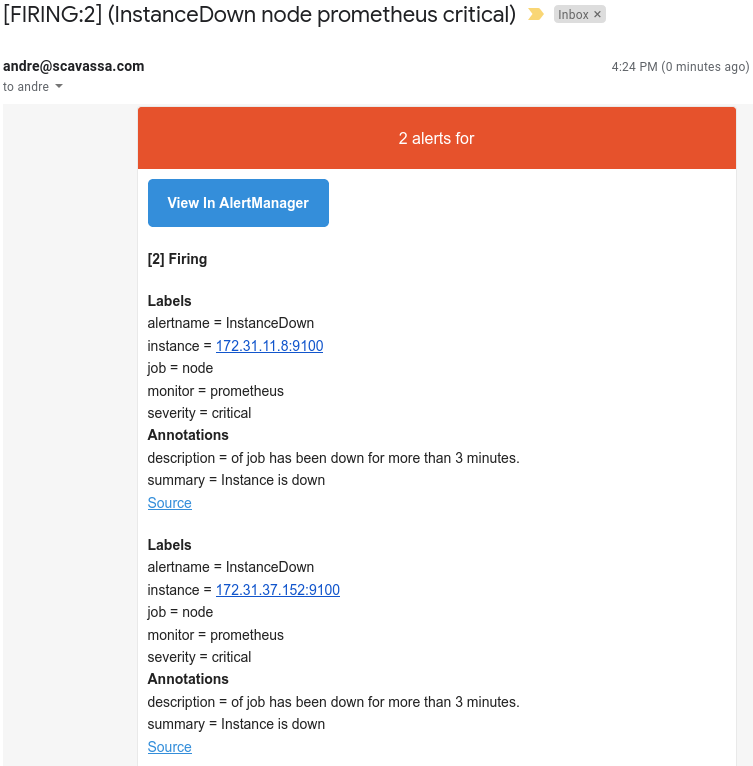 [FIRING:2] (InstanceDown node prometheus critical)
Inbox ×
andre@scavassa.com
4:24 PM (0 minutes ago)
to andre
2 alerts for
View In AlertManager
[2] Firing
Labels
alertname = InstanceDown
instance = 172.31.11.8:9100
job = node
monitor = prometheus
severity = critical
Annotations
description = of job has been down for more than 3 minutes.
summary = Instance is down
Source
Labels
alertname = InstanceDown
instance = 172.31.37.152:9100
job = node
monitor = prometheus
severity = critical
Annotations
description = of job has been down for more than 3 minutes.
summary = Instance is down
Source